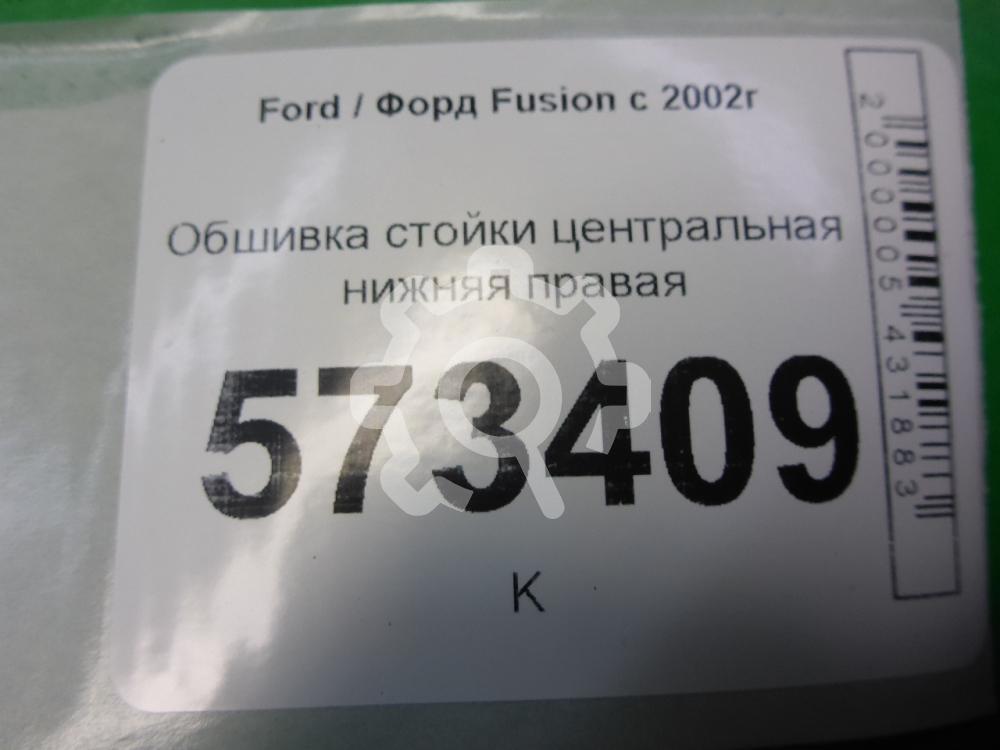 Ford / Форд Fusion с 2002г
Обшивка стойки центральная
нижняя правая
573409
К
2000005431883